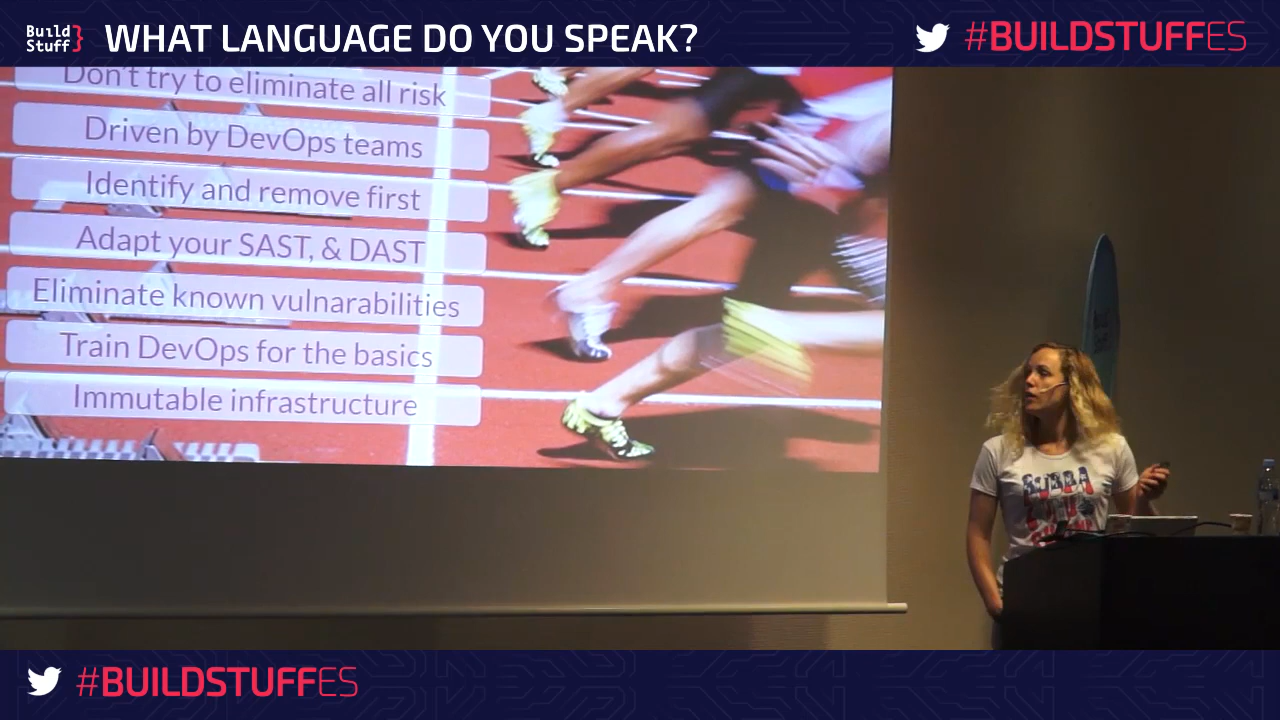 Build
Stuff}
WHAT LANGUAGE DO YOU SPEAK?
#BUILDSTUFFES
Don't try to eliminate all risk
Driven by DevOps teams
Identify and remove first
Adapt your SAST, & DAST
Eliminate known vulnarabilities
Train DevOps for the basics
Immutable infrastructure
#BUILDSTUFFES